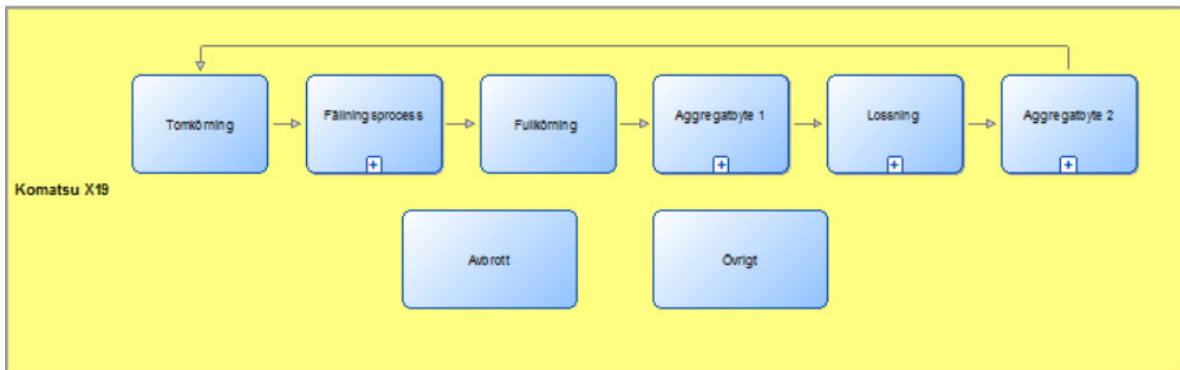 Tomkörning
Fällningsprocess
Fullkörning
Aggregatbyte 1
Lossning
Aggregatbyte 2
Komatsu X19
Avbrott
Övrigt